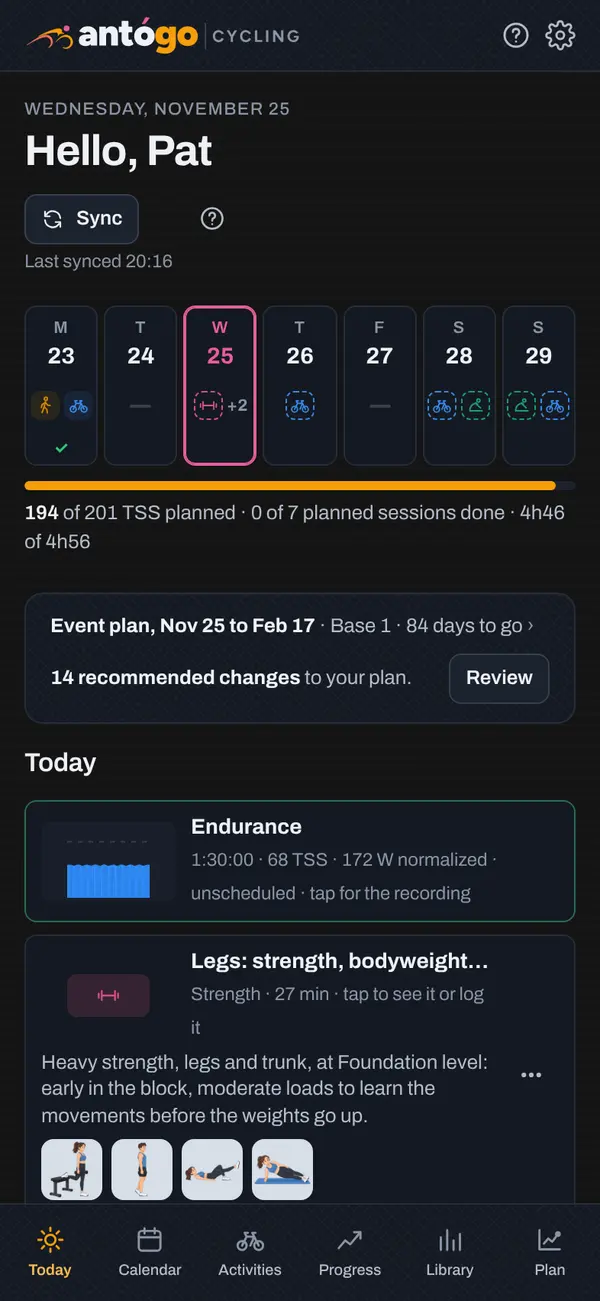 antógo CYCLING
WEDNESDAY, NOVEMBER 25
Hello, Pat
Sync
Last synced 20:16
M T W T F S S
23 24 25 26 27 28 29
+2
194 of 201 TSS planned · 0 of 7 planned sessions done · 4h46
of 4h56
Event plan, Nov 25 to Feb 17 · Base 1 · 84 days to go ›
14 recommended changes to your plan.
Review
Today
Endurance
1:30:00 · 68 TSS · 172 W normalized ·
unscheduled · tap for the recording
Legs: strength, bodyweight…
Strength · 27 min · tap to see it or log
it
Heavy strength, legs and trunk, at Foundation level:
early in the block, moderate loads to learn the
movements before the weights go up.
Today Calendar Activities Progress Library Plan